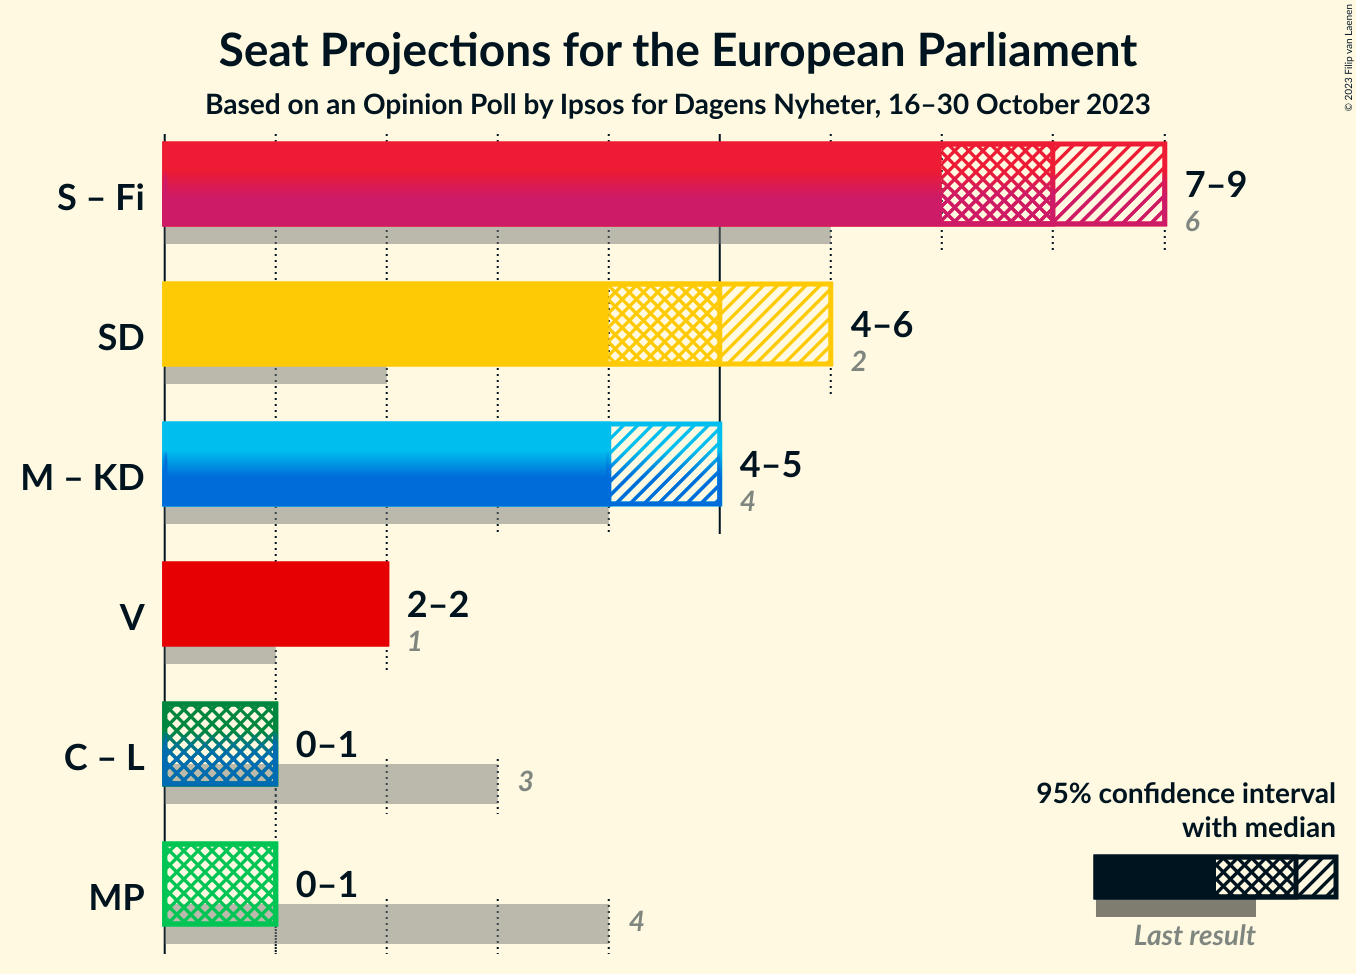 Seat Projections for the European Parliament
Based on an Opinion Poll by Ipsos for Dagens Nyheter, 16–30 October 2023
© 2023 Filip van Laenen
S – Fi
7–9
6
SD
4–6
2
M – KD
4–5
4
V
2–2
1
C – L
0–1
3
MP
0–1
4
95% confidence interval
with median
Last result